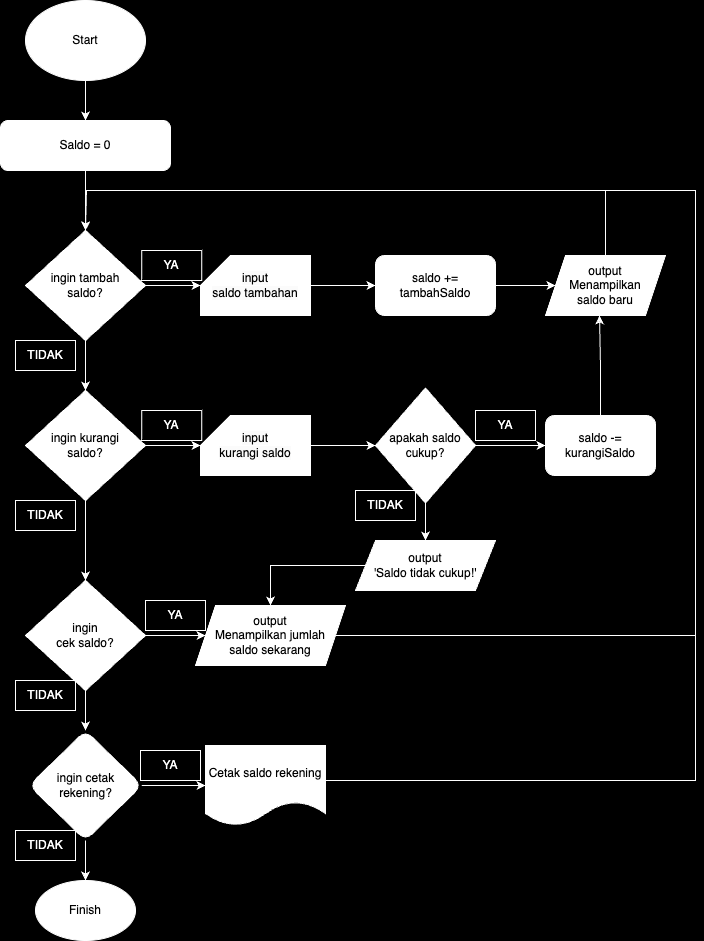 Start
Saldo = 0
ingin tambah
saldo?
YA
input
saldo tambahan
saldo +=
tambahSaldo
output
Menampilkan
saldo baru
TIDAK
ingin kurangi
saldo?
YA
input
kurangi saldo
apakah saldo
cukup?
YA
saldo -=
kurangiSaldo
TIDAK
TIDAK
output
'Saldo tidak cukup!'
ingin
cek saldo?
YA
output
Menampilkan jumlah
saldo sekarang
TIDAK
ingin cetak
rekening?
YA
Cetak saldo rekening
TIDAK
Finish